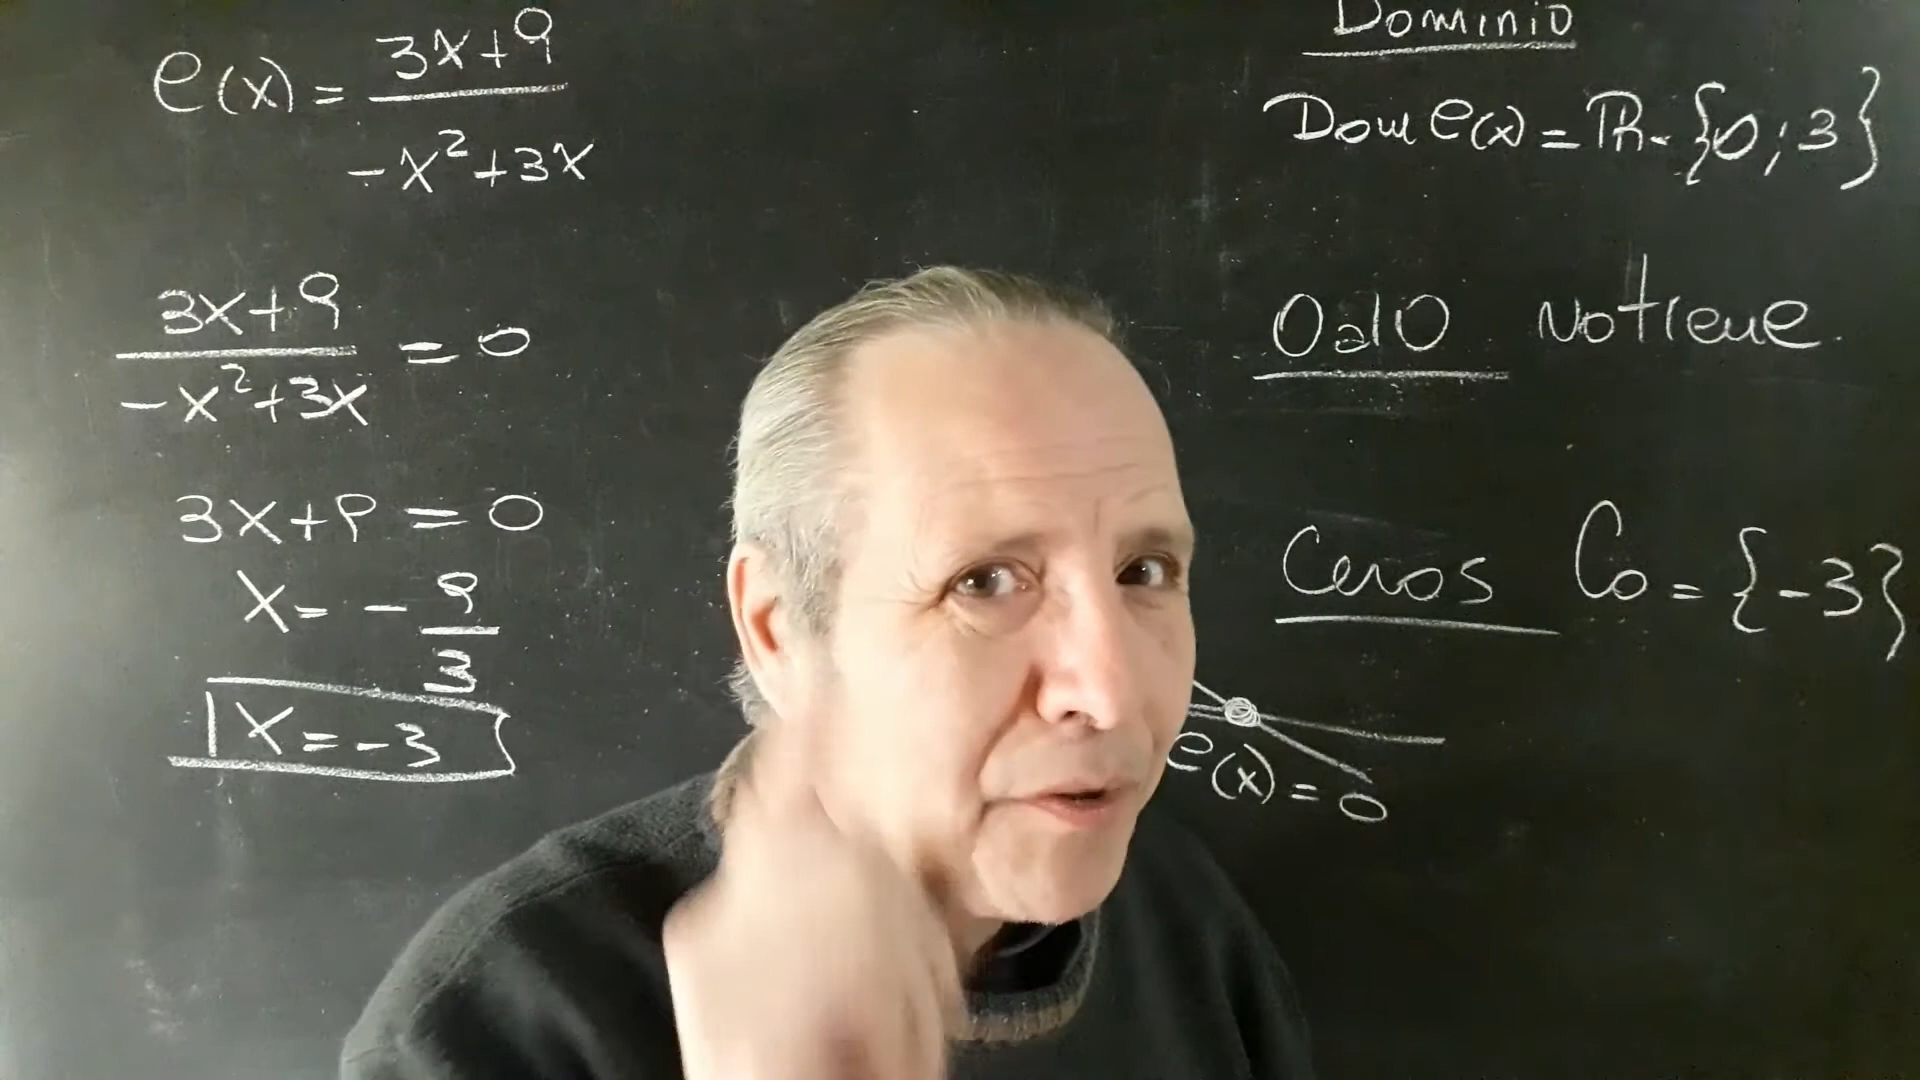 e(x) = 3x+9
-x²+3x
3x+9
-x²+3x = 0
3x+9 = 0
x = - 9
3
x = -3
Dominio
Dom e(x) = R - {0; 3}
OalO No tiene
Ceros C₀ = {-3}
e(x) = 0